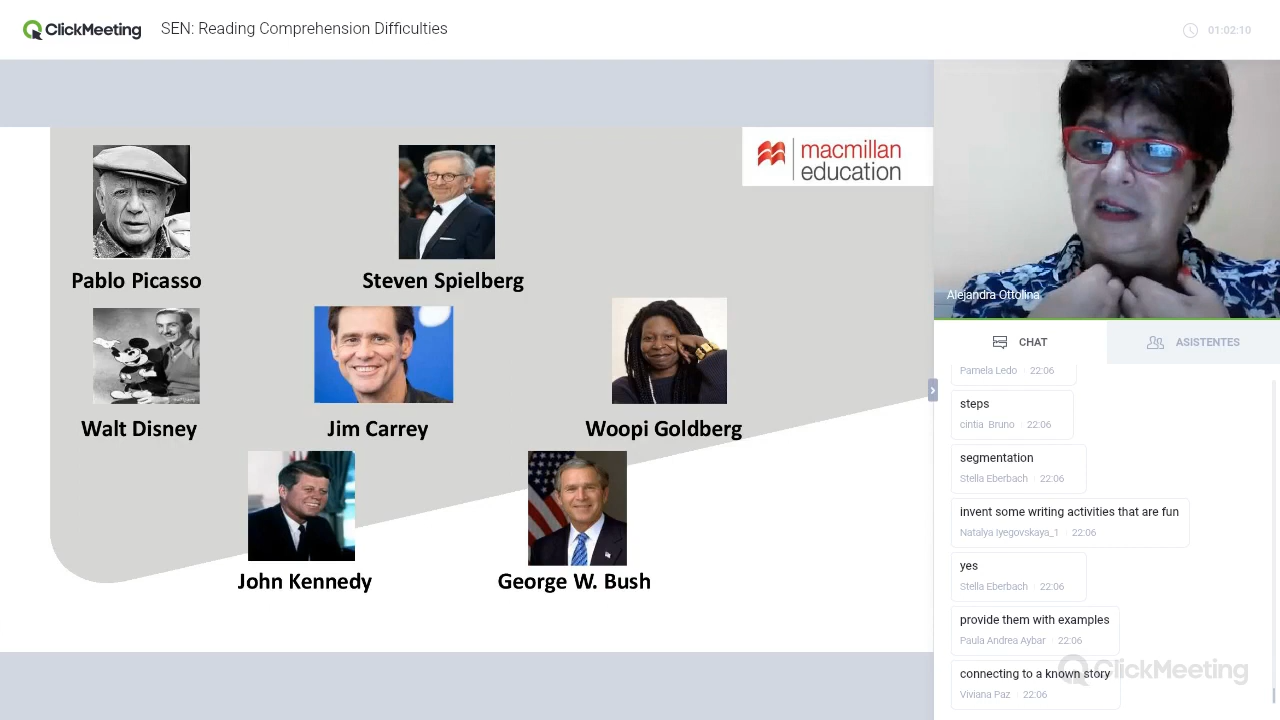 ClickMeeting
SEN: Reading Comprehension Difficulties
01:02:10
macmillan
education
Pablo Picasso
Steven Spielberg
Walt Disney
Jim Carrey
Woopi Goldberg
John Kennedy
George W. Bush
Alejandra Ottolina
CHAT
ASISTENTES
Pamela Ledo 22:06
steps
cintia Bruno 22:06
segmentation
Stella Eberbach 22:06
invent some writing activities that are fun
Natalya Iyegovskaya_1 22:06
yes
Stella Eberbach 22:06
provide them with examples
Paula Andrea Aybar 22:06
connecting to a known story
Viviana Paz 22:06
ClickMeeting